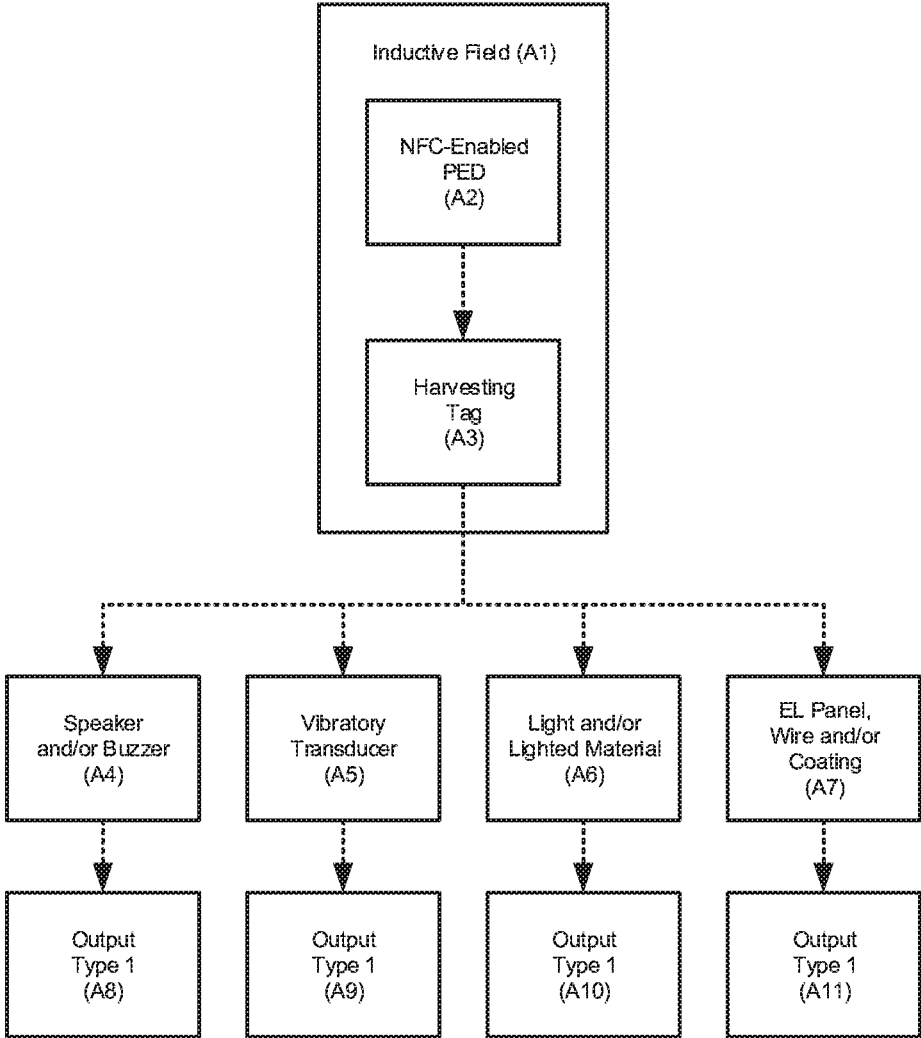 Inductive Field (A1)
NFC-Enabled
PED
(A2)
Harvesting
Tag
(A3)
Speaker
and/or Buzzer
(A4)
Vibratory
Transducer
(A5)
Light and/or
Lighted Material
(A6)
EL Panel,
Wire and/or
Coating
(A7)
Output
Type 1
(A8)
Output
Type 1
(A9)
Output
Type 1
(A10)
Output
Type 1
(A11)